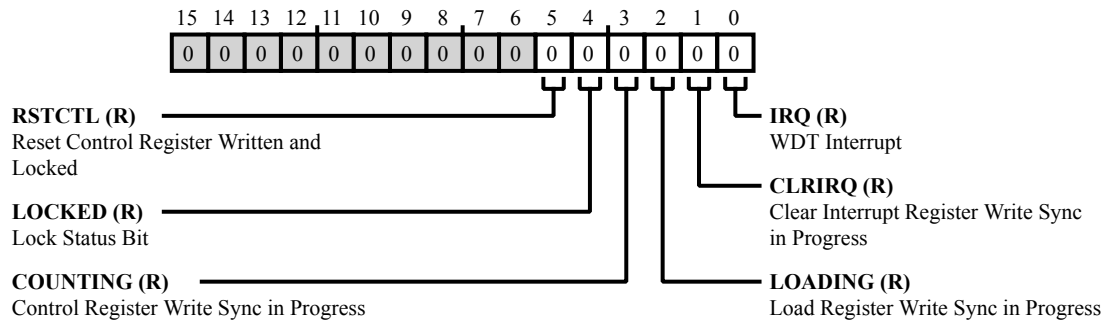 15 14 13 12 11 10 9 8 7 6 5 4 3 2 1 0
0 0 0 0 0 0 0 0 0 0 0 0 0 0 0 0
RSTCTL (R)
Reset Control Register Written and
Locked
LOCKED (R)
Lock Status Bit
COUNTING (R)
Control Register Write Sync in Progress
IRQ (R)
WDT Interrupt
CLRIRQ (R)
Clear Interrupt Register Write Sync
in Progress
LOADING (R)
Load Register Write Sync in Progress